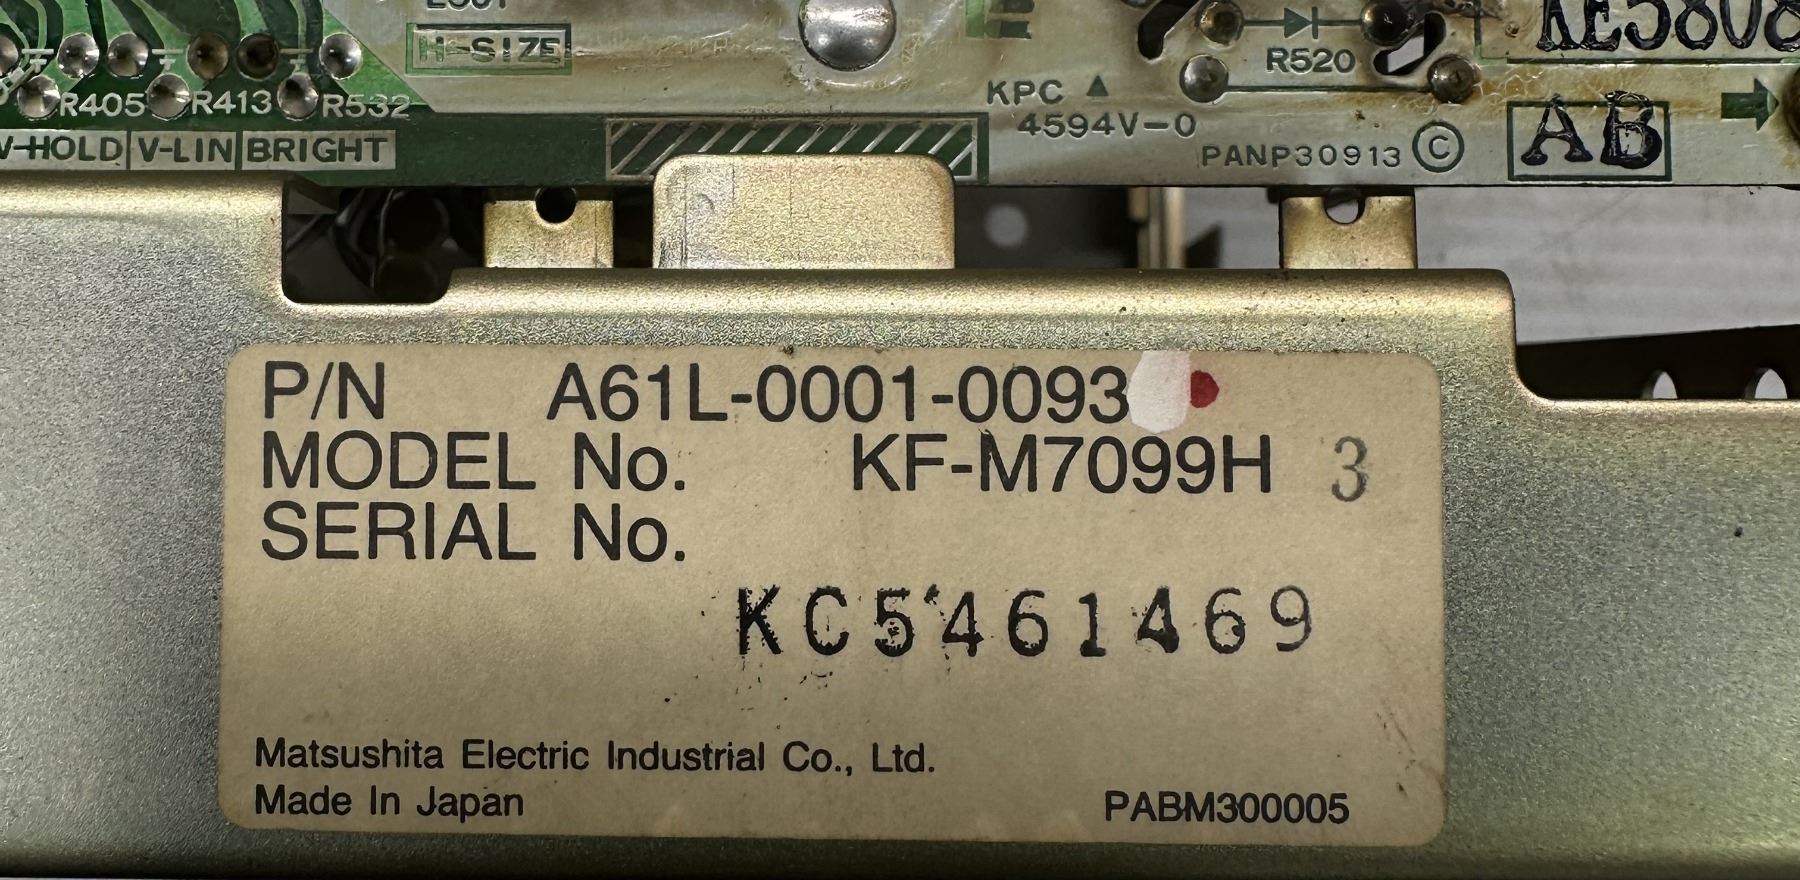 H-SIZE
R405 R413 R532
V-HOLD V-LIN BRIGHT
R520
KPC
4594V-0
PANP30913 ©
AB
P/N A61L-0001-0093
MODEL No. KF-M7099H 3
SERIAL No.
KC5461469
Matsushita Electric Industrial Co., Ltd.
Made In Japan PABM300005